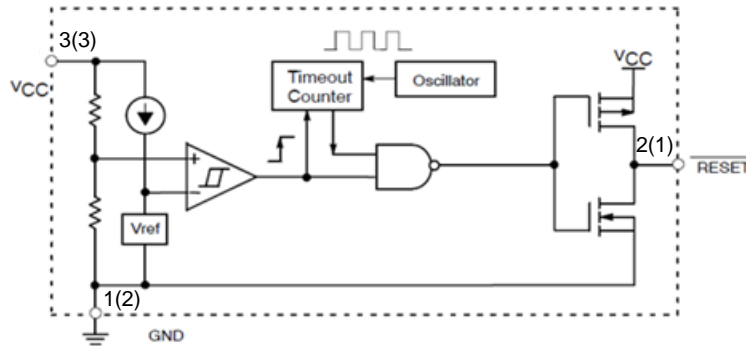 3(3)
VCC
Timeout
Counter
Oscillator
VCC
2(1)
RESET
+
−
Vref
1(2)
GND